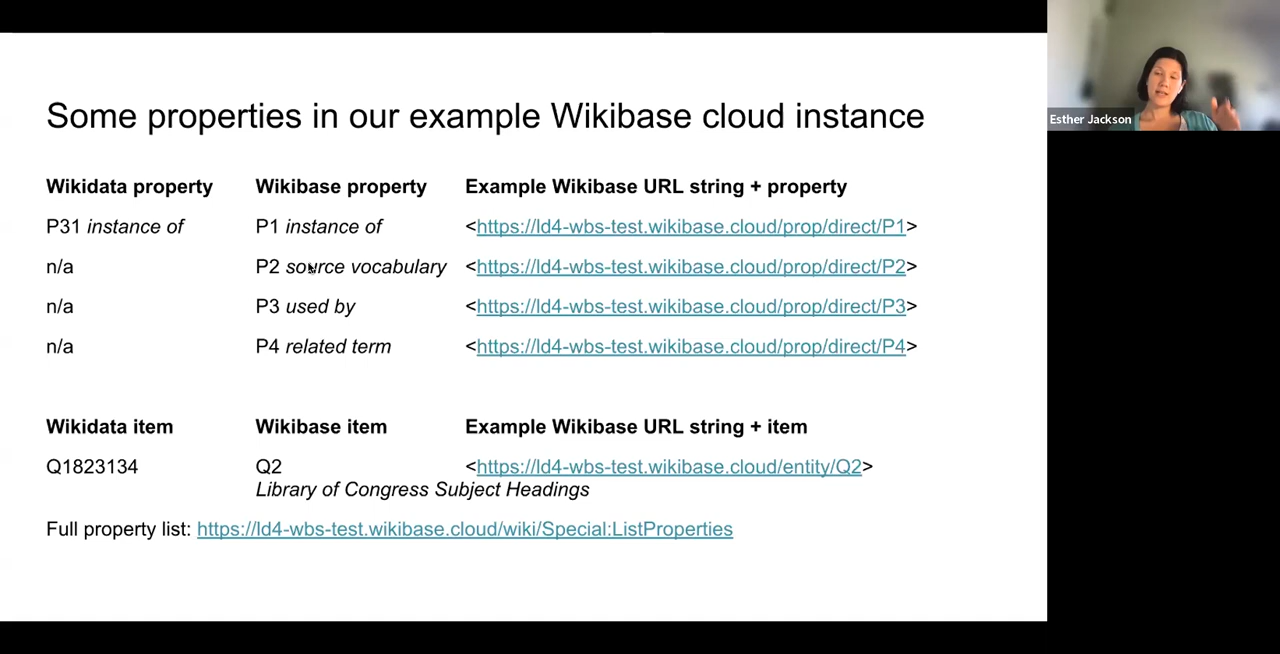 Some properties in our example Wikibase cloud instance
Esther Jackson
Wikidata property Wikibase property Example Wikibase URL string + property
P31 instance of P1 instance of <https://ld4-wbs-test.wikibase.cloud/prop/direct/P1>
n/a P2 source vocabulary <https://ld4-wbs-test.wikibase.cloud/prop/direct/P2>
n/a P3 used by <https://ld4-wbs-test.wikibase.cloud/prop/direct/P3>
n/a P4 related term <https://ld4-wbs-test.wikibase.cloud/prop/direct/P4>
Wikidata item Wikibase item Example Wikibase URL string + item
Q1823134 Q2 <https://ld4-wbs-test.wikibase.cloud/entity/Q2>
Library of Congress Subject Headings
Full property list: https://ld4-wbs-test.wikibase.cloud/wiki/Special:ListProperties